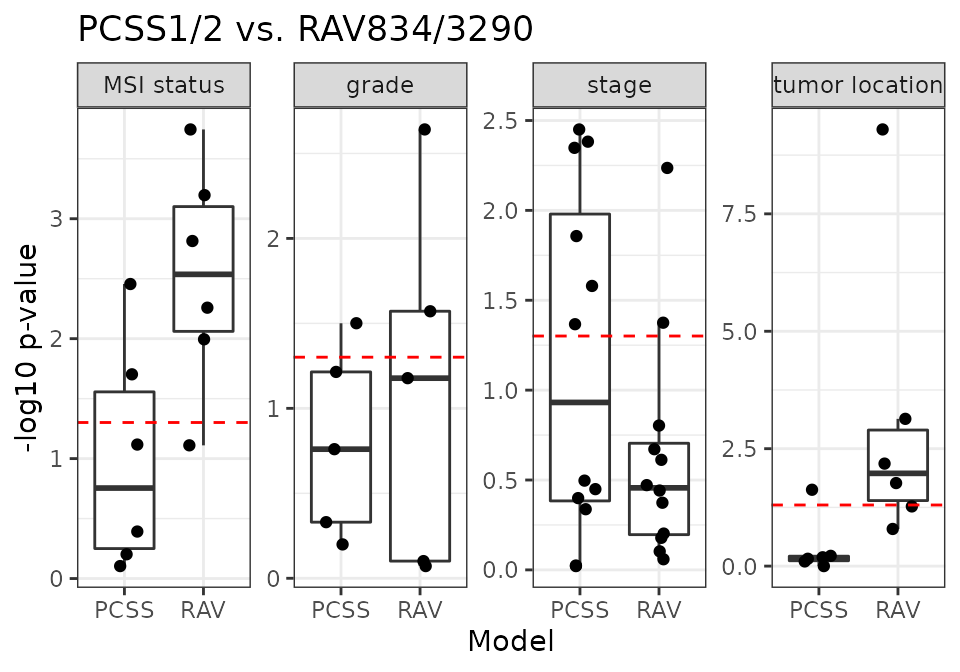 PCSS1/2 vs. RAV834/3290
MSI status
grade
stage
tumor location
-log10 p-value
3
2
1
0
2
1
0
2.5
2.0
1.5
1.0
0.5
0.0
7.5
5.0
2.5
0.0
PCSS RAV
PCSS RAV
PCSS RAV
PCSS RAV
Model